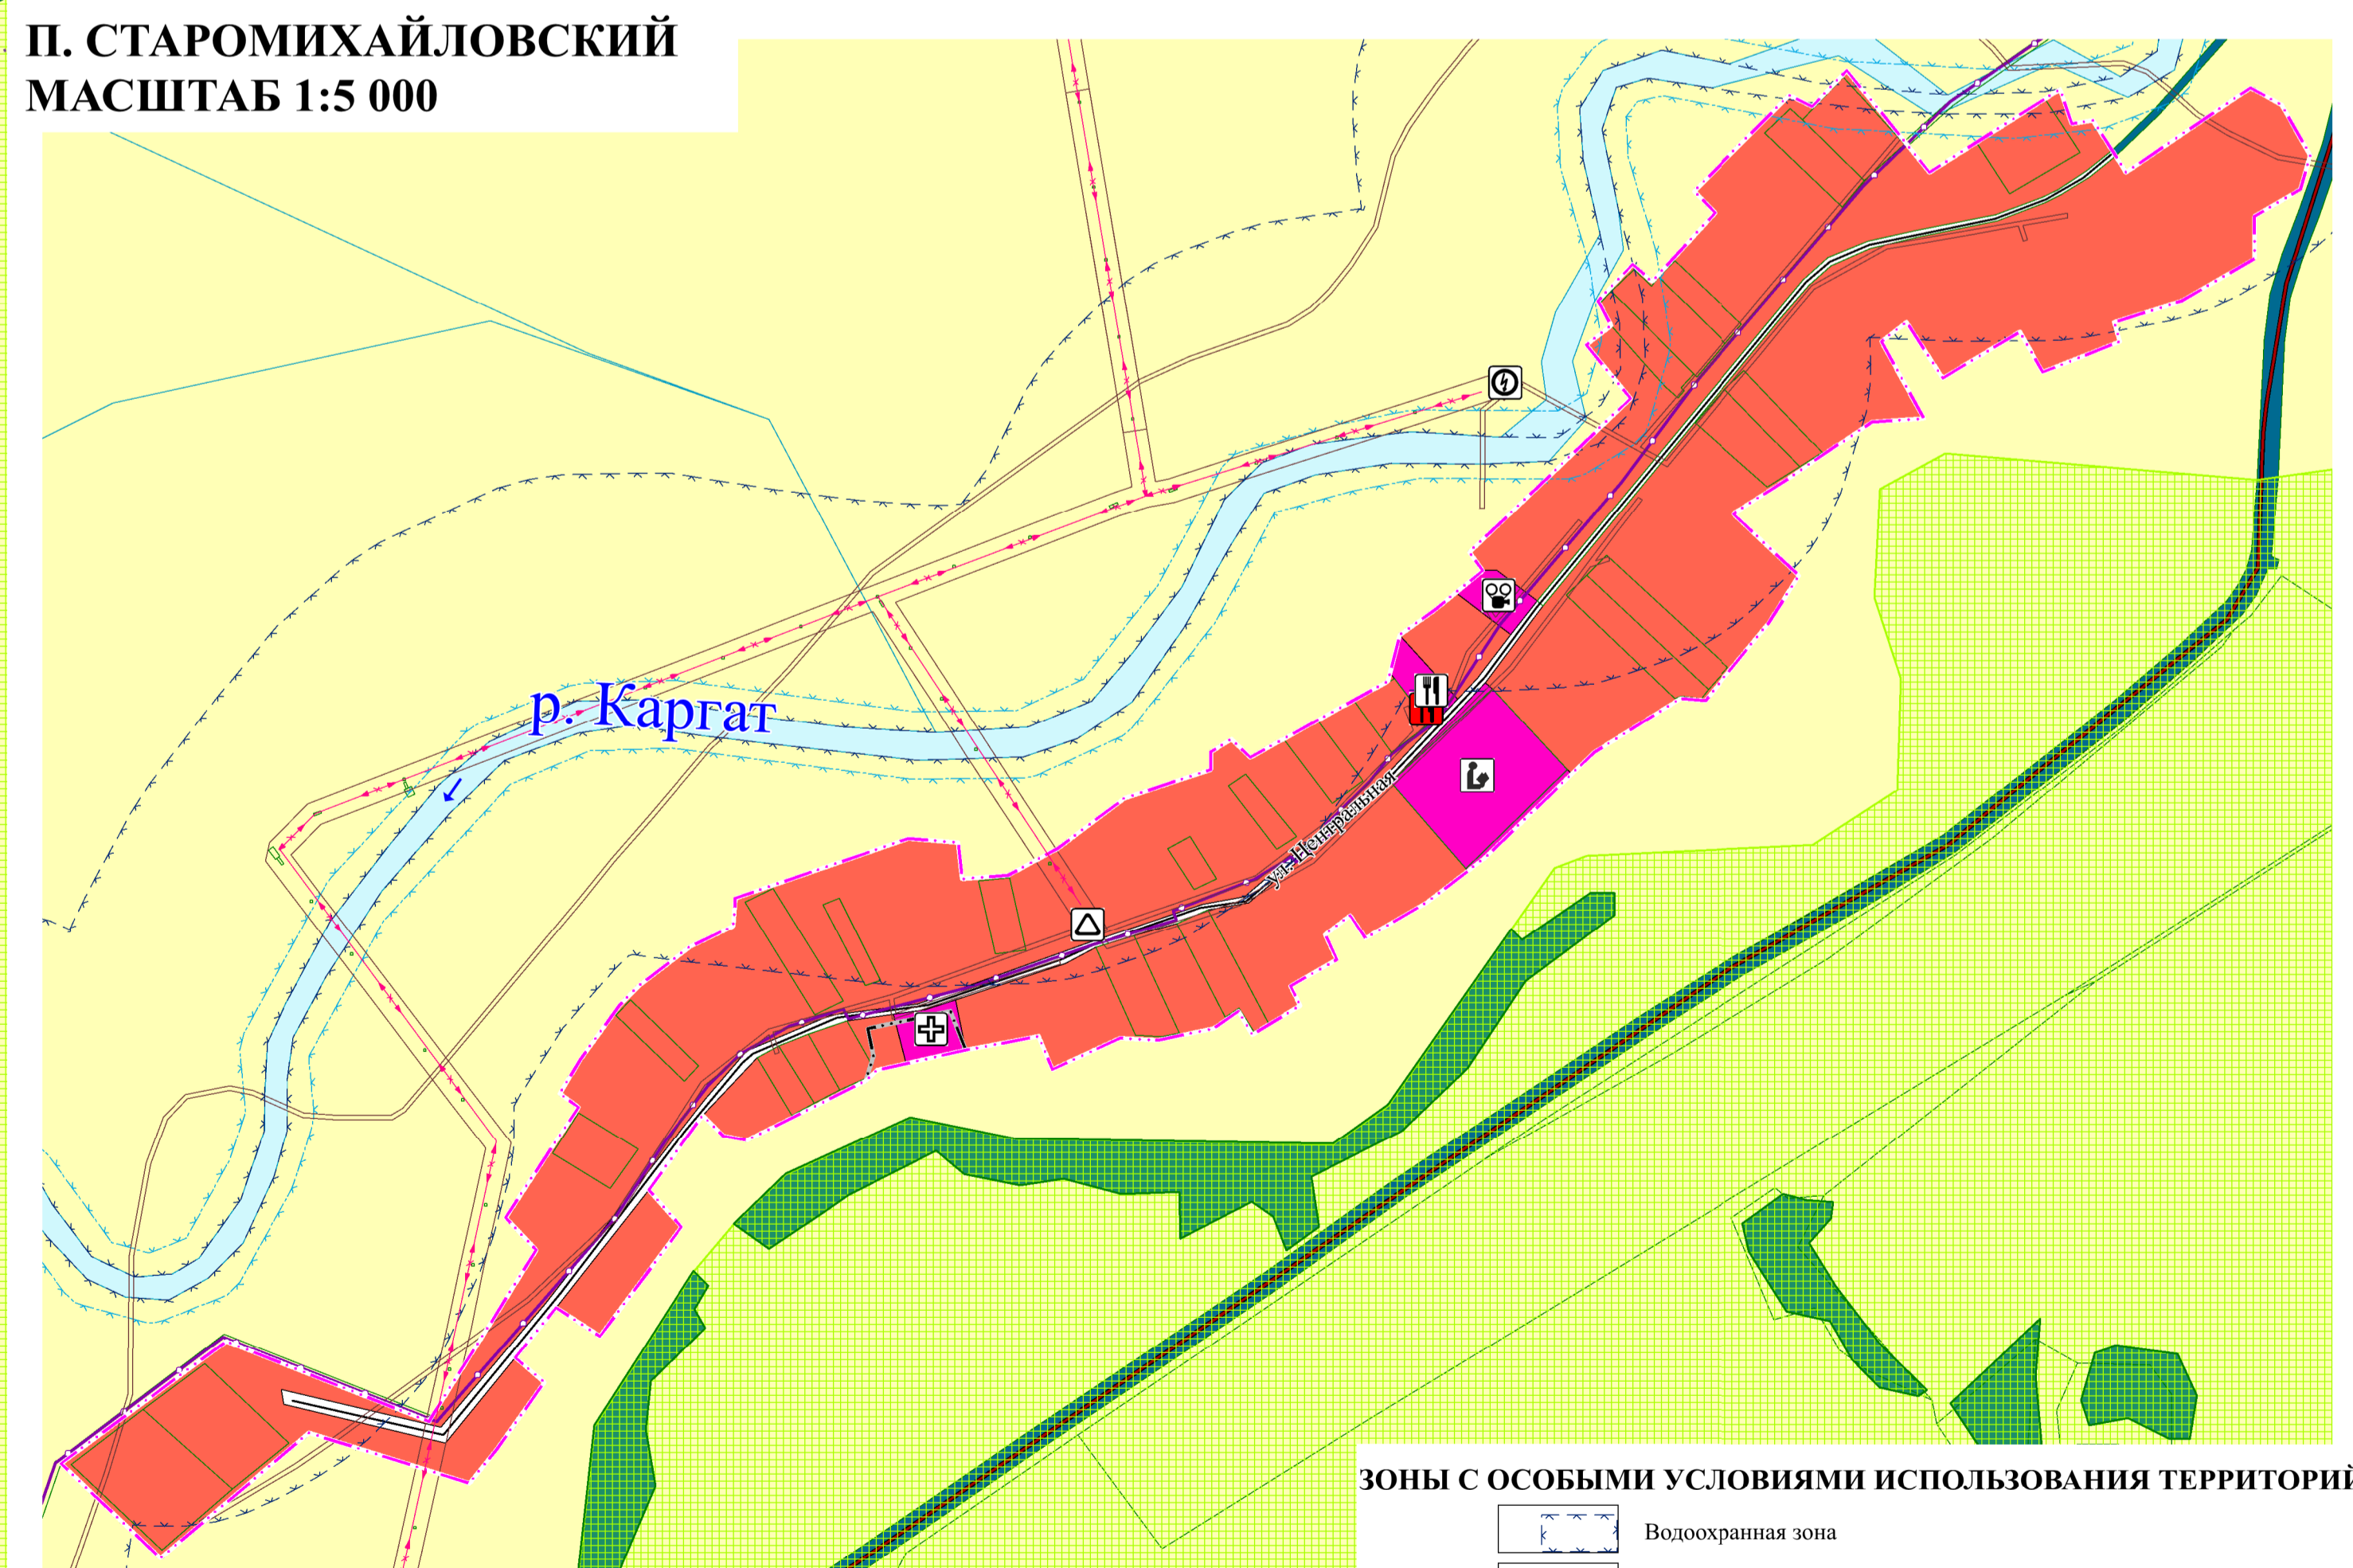 П. СТАРОМИХАЙЛОВСКИЙ
МАСШТАБ 1:5 000
р. Каргат
ул. Центральная
ЗОНЫ С ОСОБЫМИ УСЛОВИЯМИ ИСПОЛЬЗОВАНИЯ ТЕРРИТОРИЙ
Водоохранная зона